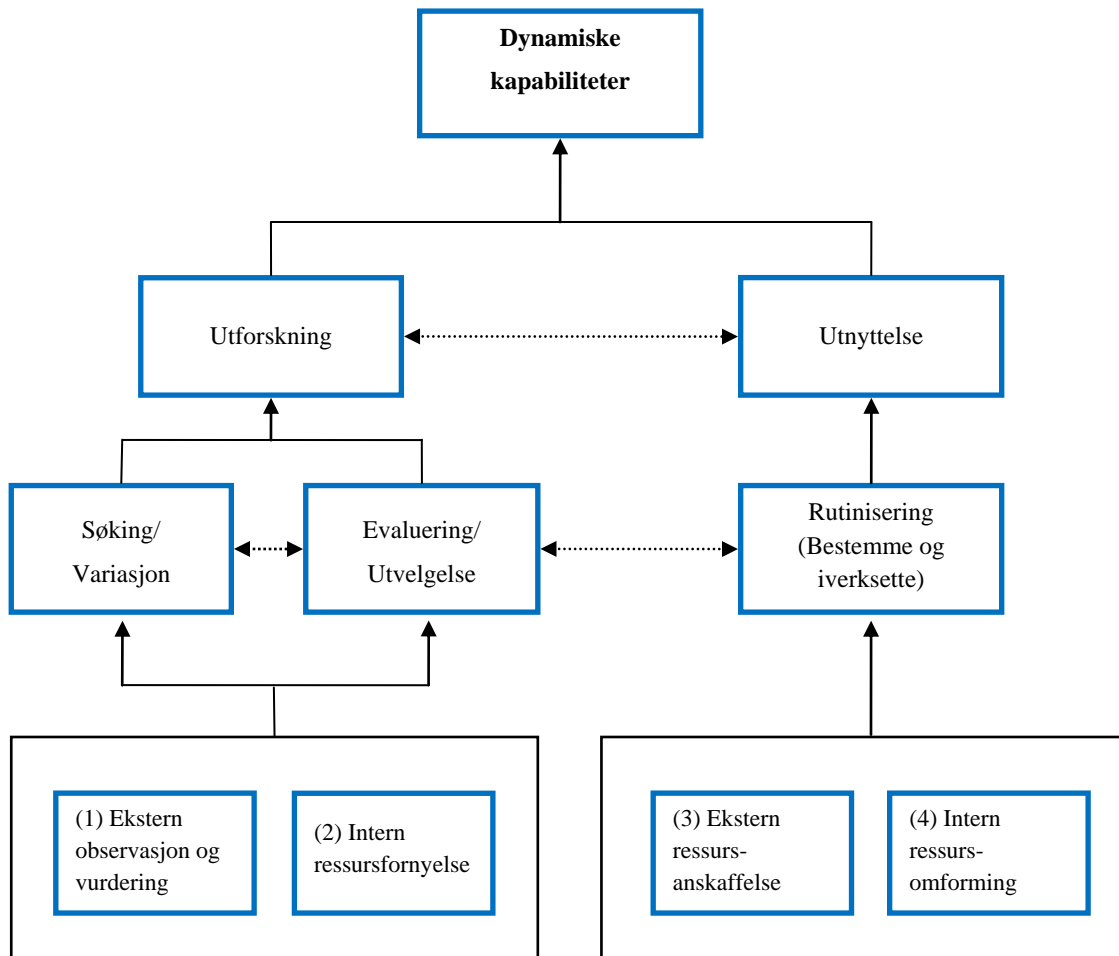 Dynamiske
kapabiliteter
Utforskning
Utnyttelse
Søking/
Variasjon
Evaluering/
Utvelgelse
Rutinisering
(Bestemme og
iverksette)
(1) Ekstern
observasjon og
vurdering
(2) Intern
ressursfornyelse
(3) Ekstern
ressurs-
anskaffelse
(4) Intern
ressurs-
omforming